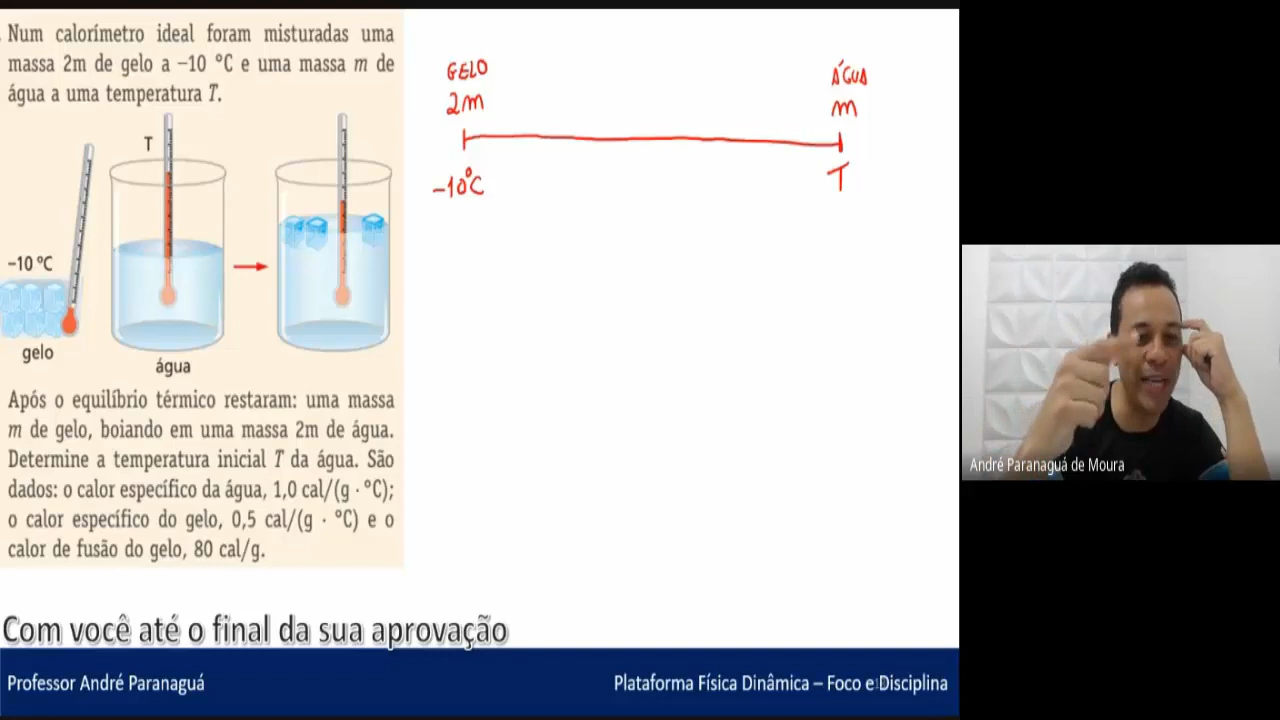 . Num calorímetro ideal foram misturadas uma
massa 2m de gelo a −10 °C e uma massa m de
água a uma temperatura T.
T
−10 °C
gelo
água
Após o equilíbrio térmico restaram: uma massa
m de gelo, boiando em uma massa 2m de água.
Determine a temperatura inicial T da água. São
dados: o calor específico da água, 1,0 cal/(g · °C);
o calor específico do gelo, 0,5 cal/(g · °C) e o
calor de fusão do gelo, 80 cal/g.
GELO
2m
-10°C
ÁGUA
m
T
André Paranaguá de Moura
Com você até o final da sua aprovação
Professor André Paranaguá
Plataforma Física Dinâmica – Foco e Disciplina